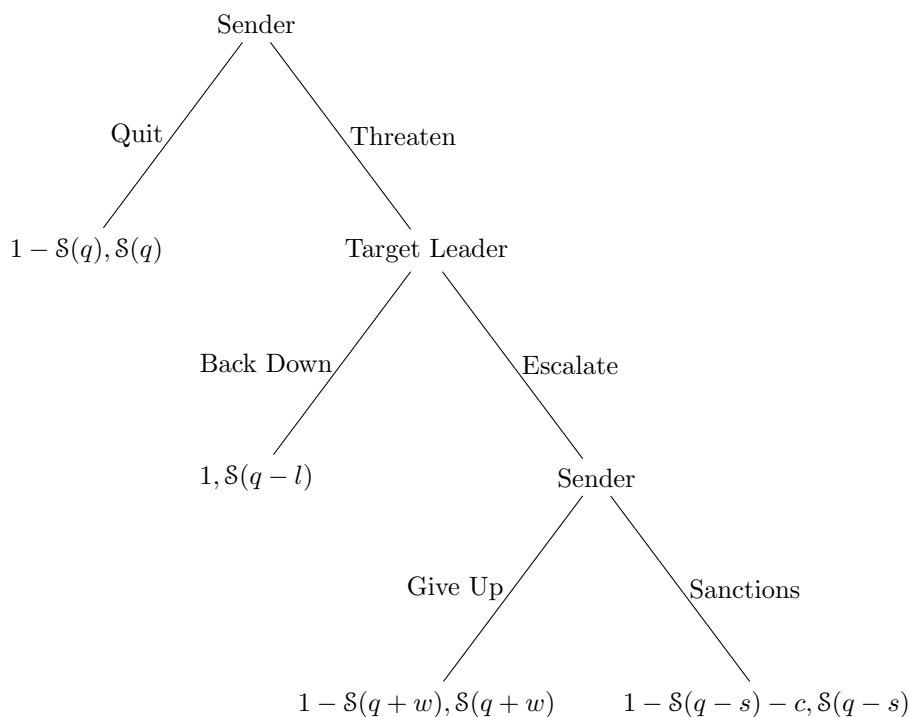 Sender
Quit
Threaten
1 − 𝒮(q), 𝒮(q)
Target Leader
Back Down
Escalate
1, 𝒮(q − l)
Sender
Give Up
Sanctions
1 − 𝒮(q + w), 𝒮(q + w)
1 − 𝒮(q − s) − c, 𝒮(q − s)